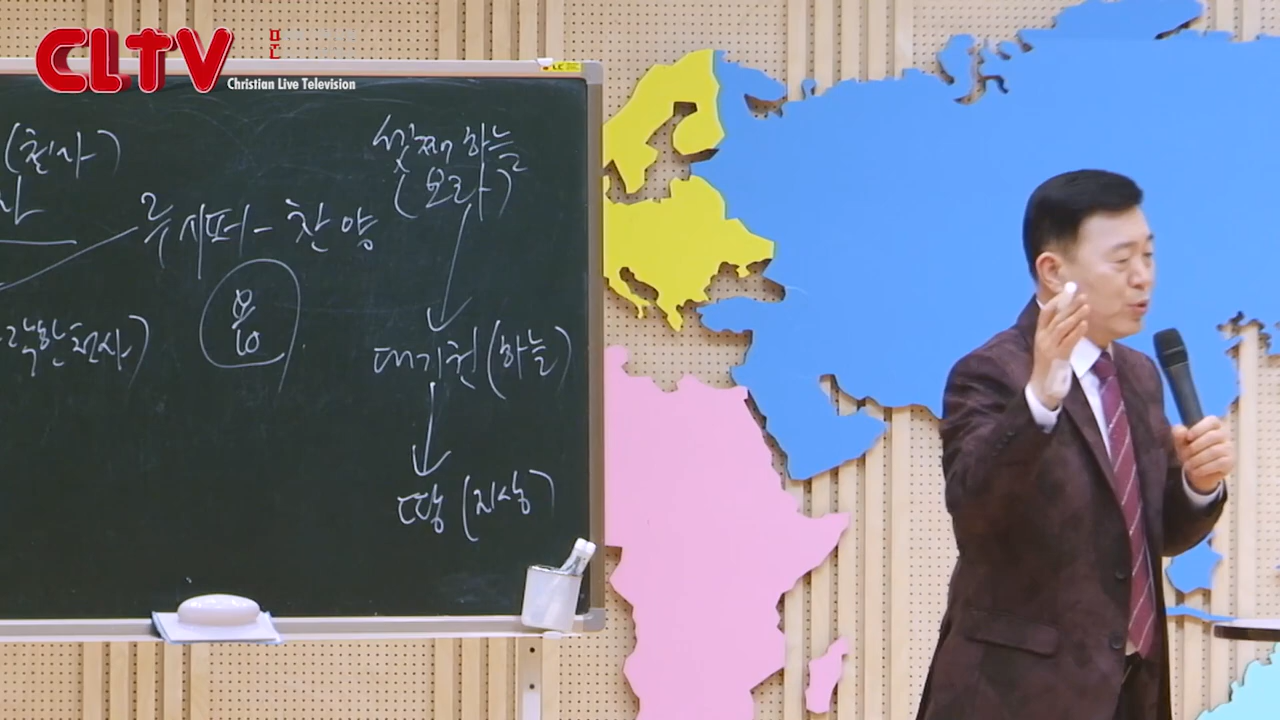 CLTV
Christian Live Television
(천사)
루시퍼 - 찬양
욥
타락한 천사)
셋째 하늘
(보라)
대기권 (하늘)
땅 (지상)